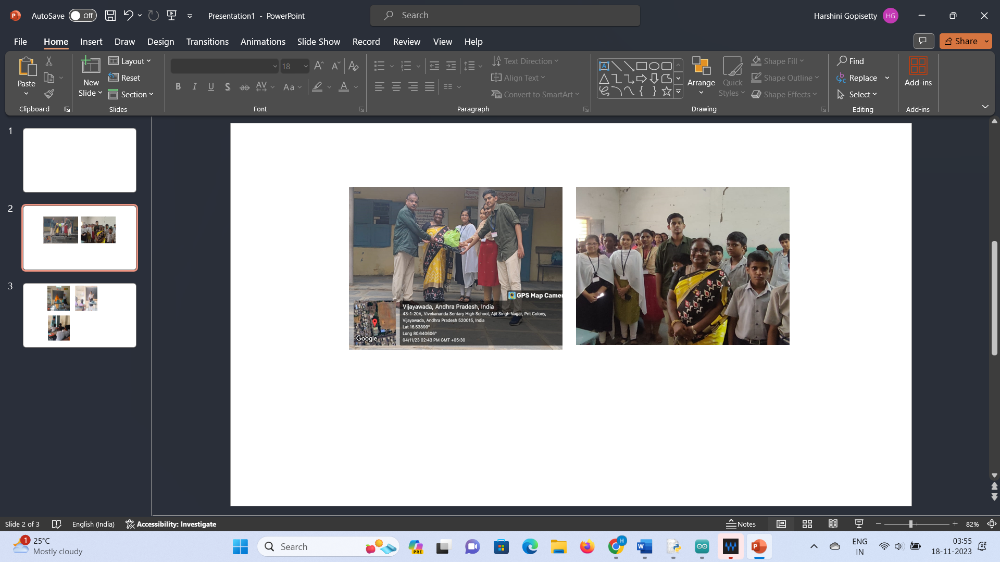 AutoSave Off Presentation1 - PowerPoint Search Harshini Gopisetty HG
File Home Insert Draw Design Transitions Animations Slide Show Record Review View Help Share
Paste
Clipboard
New Slide
Layout
Reset
Section
Slides
18
B I U S ab AV Aa A
Font
Text Direction
Align Text
Convert to SmartArt
Paragraph
Arrange
Quick Styles
Shape Fill
Shape Outline
Shape Effects
Drawing
Find
Replace
Select
Editing
Add-ins
Add-ins
1
2
3
GPS Map Camer
Vijayawada, Andhra Pradesh, India
43-1-20A, Vivekananda Sentary High School, Ajit Singh Nagar, Pnt Colony,
Vijayawada, Andhra Pradesh 520015, India
Lat 16.53899°
Long 80.640606°
04/11/23 02:43 PM GMT +05:30
Google
Slide 2 of 3 English (India) Accessibility: Investigate Notes 82%
1 25°C
Mostly cloudy
Search
PRE
H
ENG
IN
03:55
18-11-2023